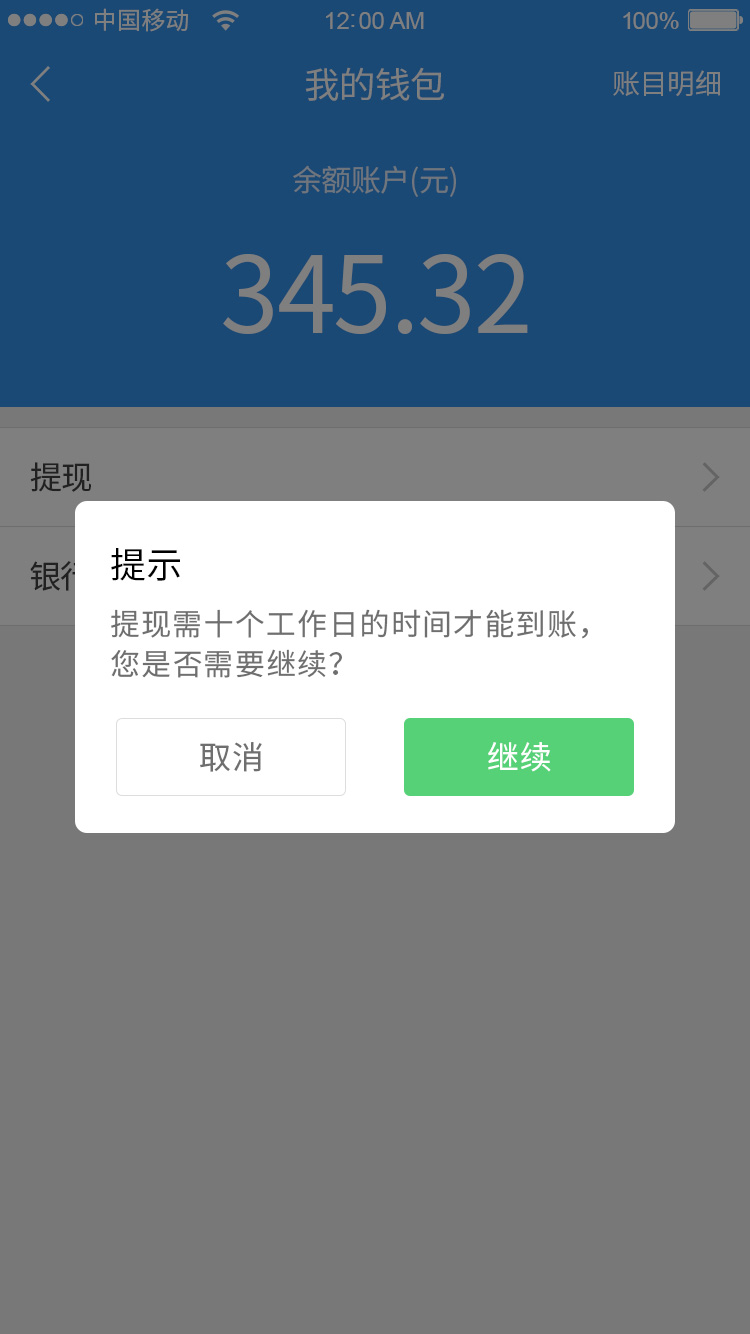 中国移动 12:00 AM 100%
我的钱包 账目明细
余额账户(元)
345.32
提现
银行
提示
提现需十个工作日的时间才能到账，
您是否需要继续？
取消 继续